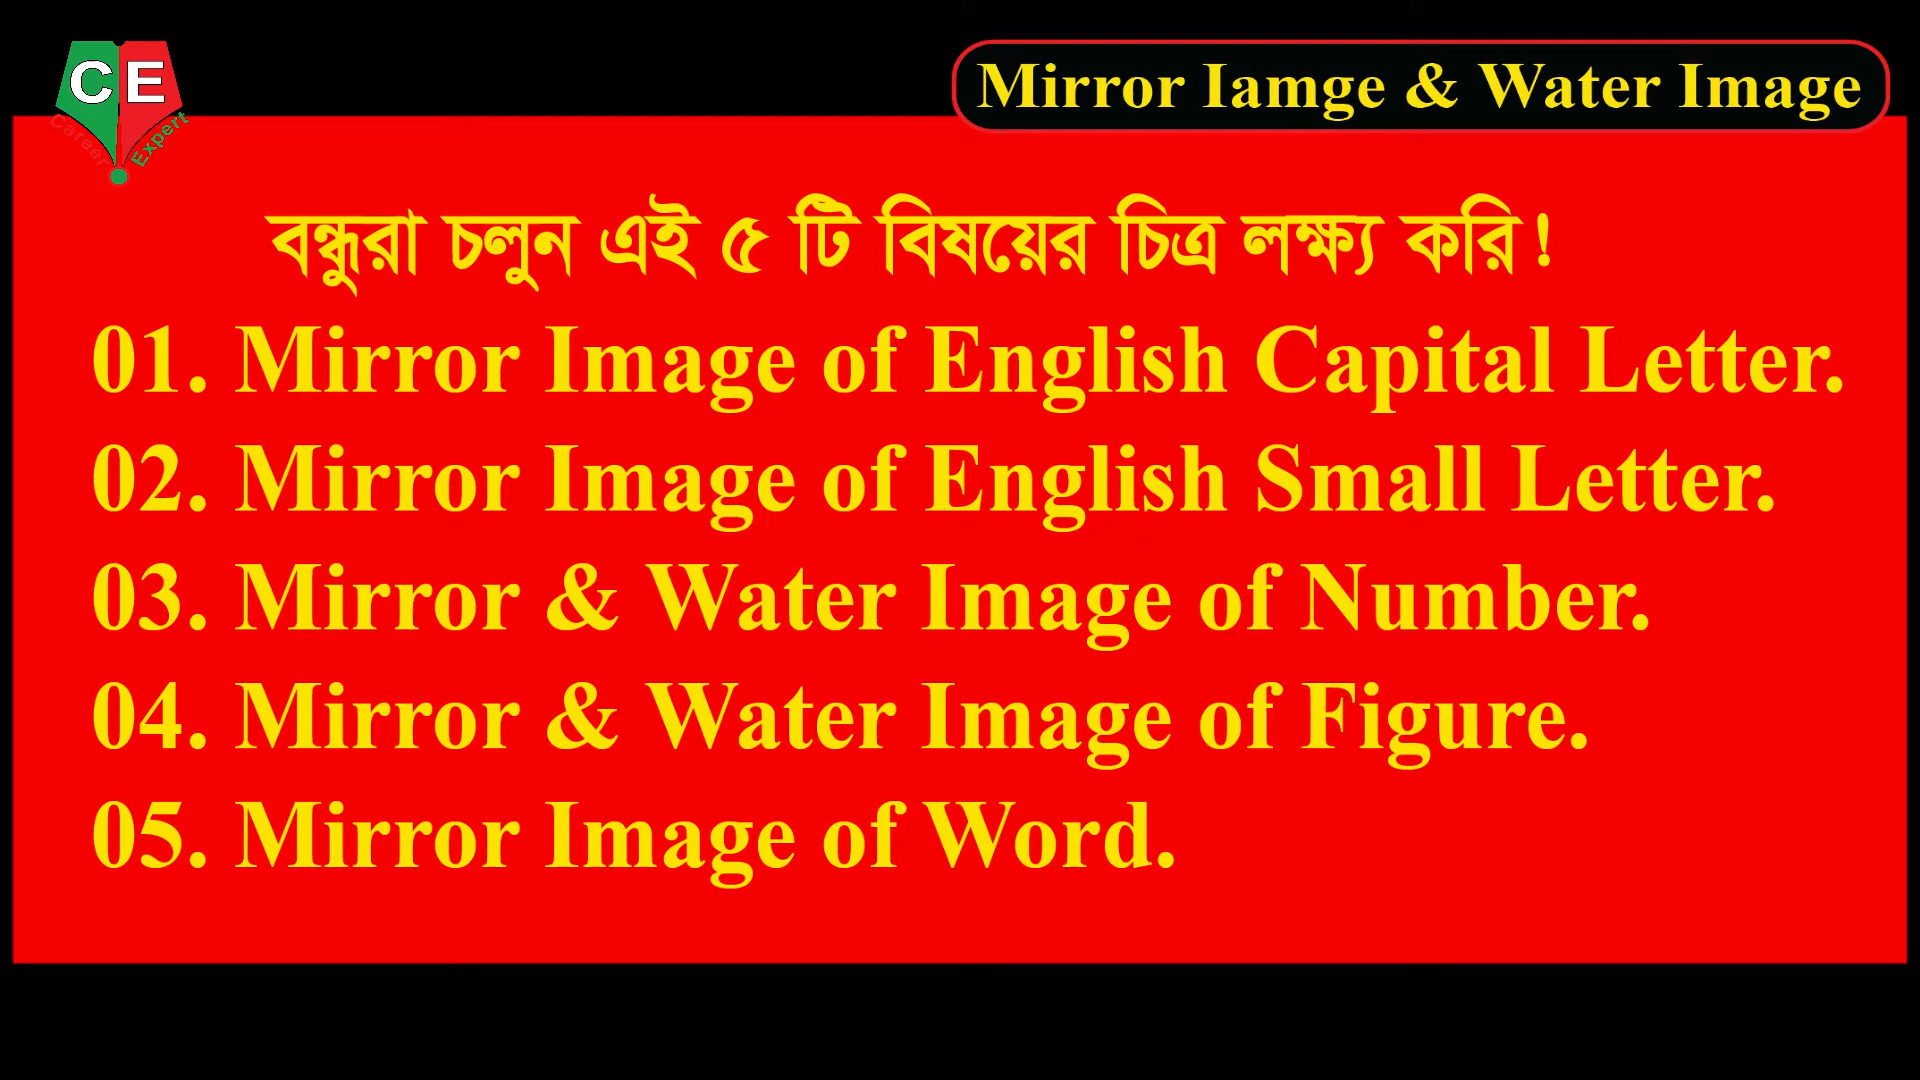 CE
Career Expert
Mirror Iamge & Water Image
বন্ধুরা চলুন এই ৫ টি বিষয়ের চিত্র লক্ষ্য করি!
01. Mirror Image of English Capital Letter.
02. Mirror Image of English Small Letter.
03. Mirror & Water Image of Number.
04. Mirror & Water Image of Figure.
05. Mirror Image of Word.